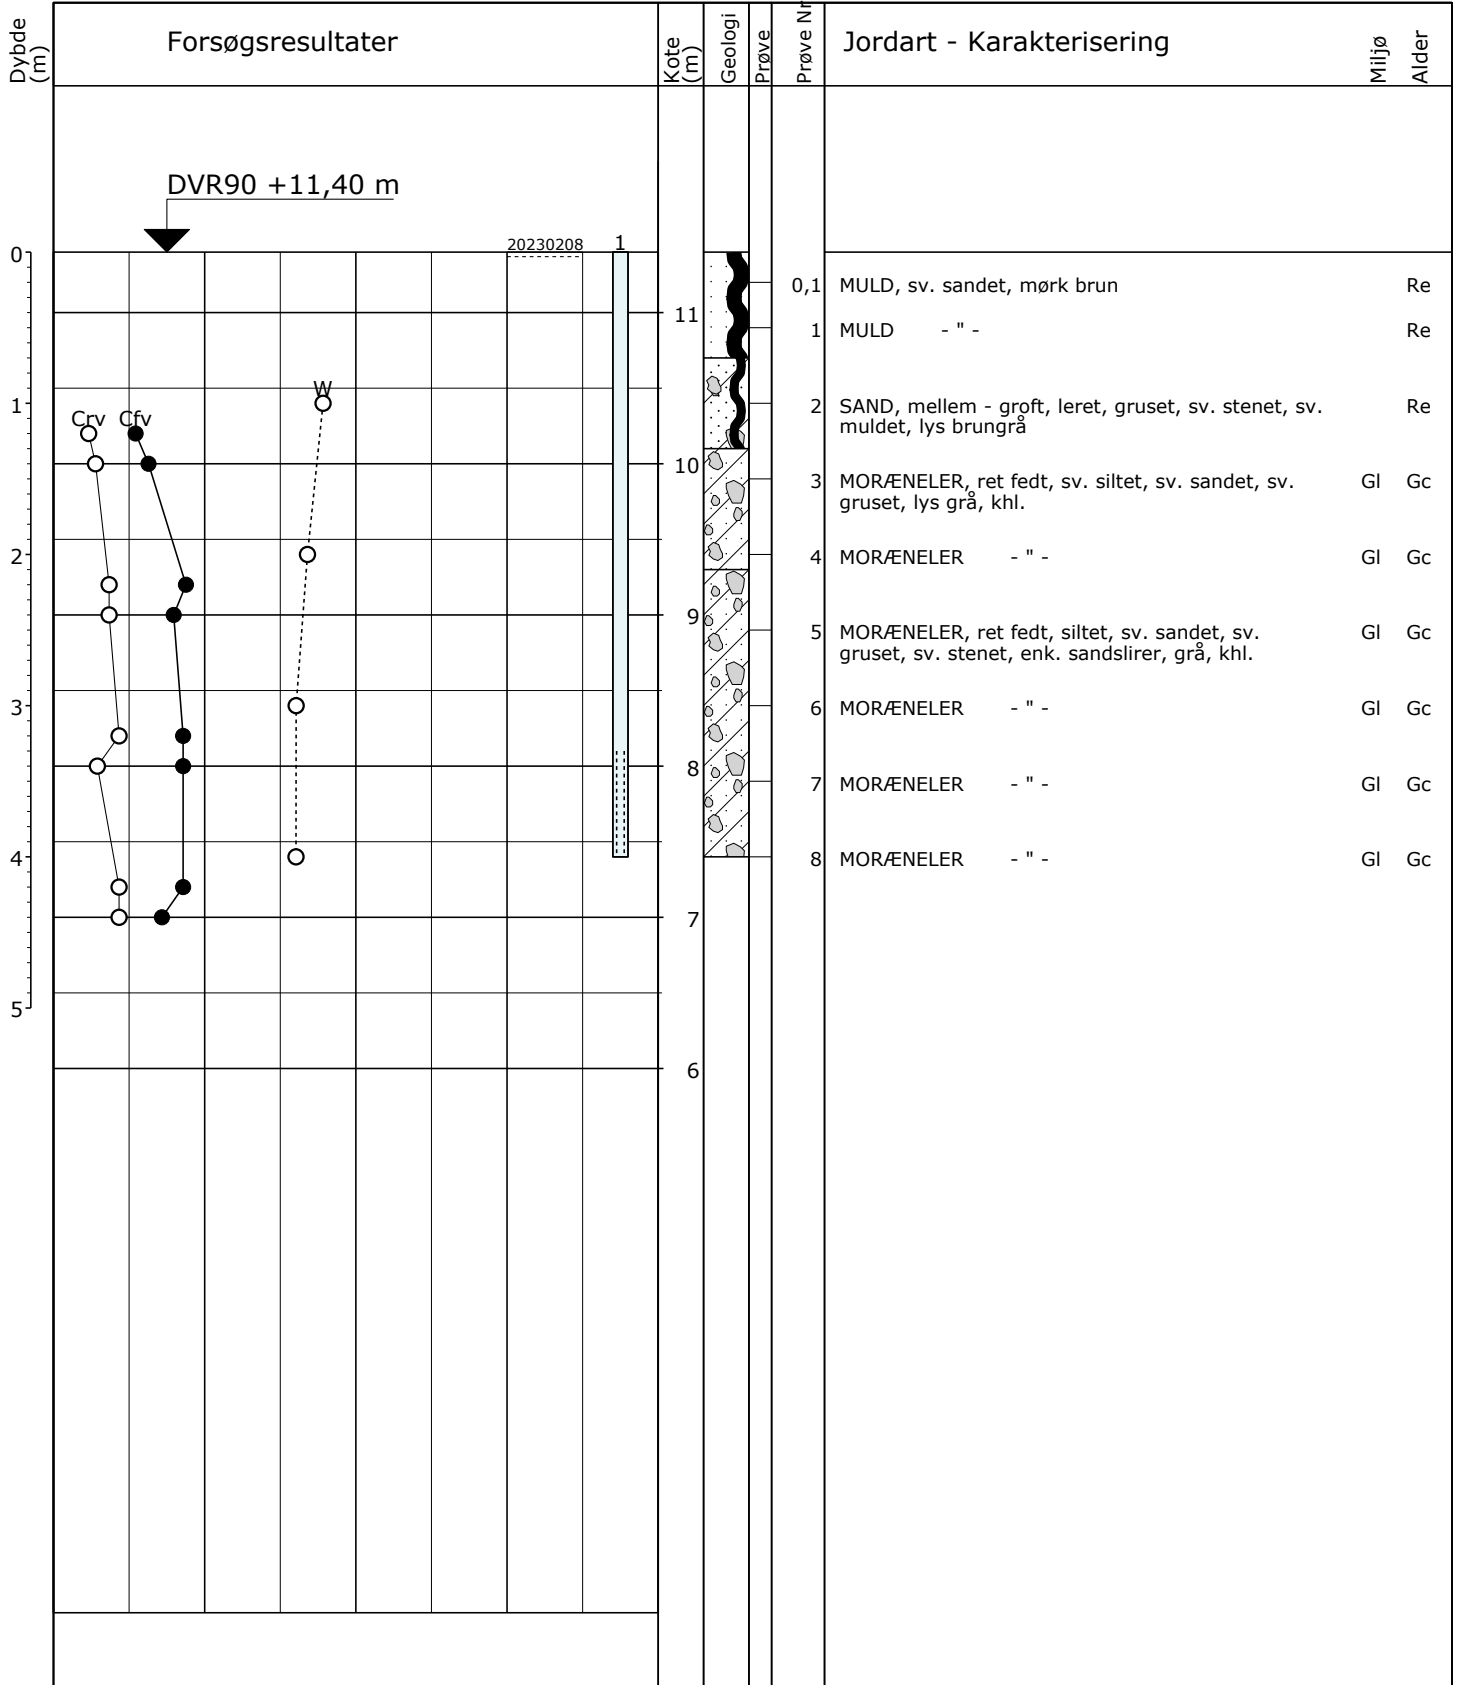 Dybde (m)
Forsøgsresultater
Kote (m)
Geologi
Prøve
Prøve Nr
Jordart - Karakterisering
Miljø
Alder
DVR90 +11,40 m
20230208
1
0
0,1 MULD, sv. sandet, mørk brun Re
11
1 MULD - " - Re
W
1
Crv Cfv
2 SAND, mellem - groft, leret, gruset, sv. stenet, sv. Re
muldet, lys brungrå
10
3 MORÆNELER, ret fedt, sv. siltet, sv. sandet, sv. Gl Gc
gruset, lys grå, khl.
2
4 MORÆNELER - " - Gl Gc
9
5 MORÆNELER, ret fedt, siltet, sv. sandet, sv. Gl Gc
gruset, sv. stenet, enk. sandslirer, grå, khl.
3
6 MORÆNELER - " - Gl Gc
8
7 MORÆNELER - " - Gl Gc
4
8 MORÆNELER - " - Gl Gc
7
5
6